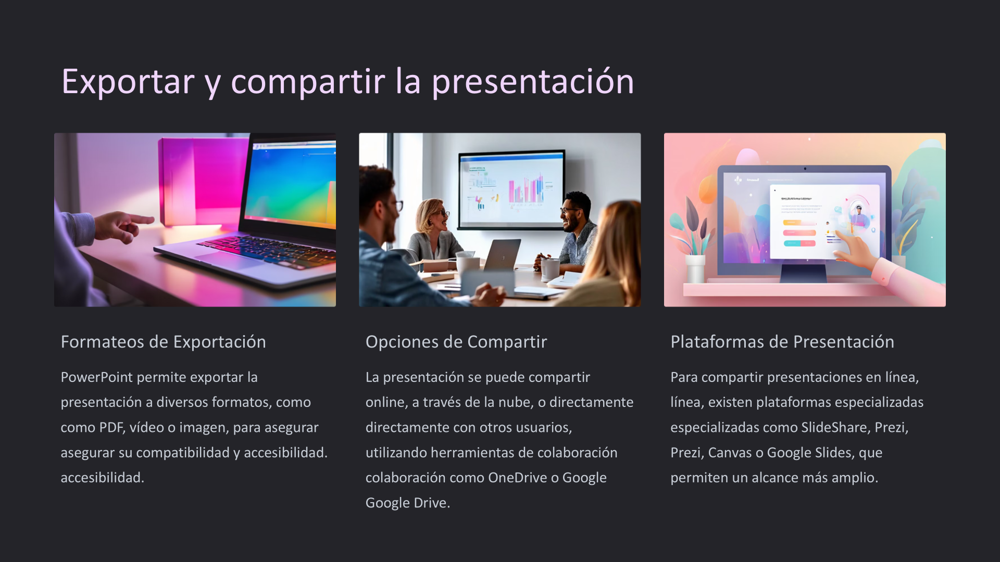 Exportar y compartir la presentación
Formateos de Exportación
PowerPoint permite exportar la
presentación a diversos formatos, como
como PDF, vídeo o imagen, para asegurar
asegurar su compatibilidad y accesibilidad.
accesibilidad.
Opciones de Compartir
La presentación se puede compartir
online, a través de la nube, o directamente
directamente con otros usuarios,
utilizando herramientas de colaboración
colaboración como OneDrive o Google
Google Drive.
Plataformas de Presentación
Para compartir presentaciones en línea,
línea, existen plataformas especializadas
especializadas como SlideShare, Prezi,
Prezi, Canvas o Google Slides, que
permiten un alcance más amplio.